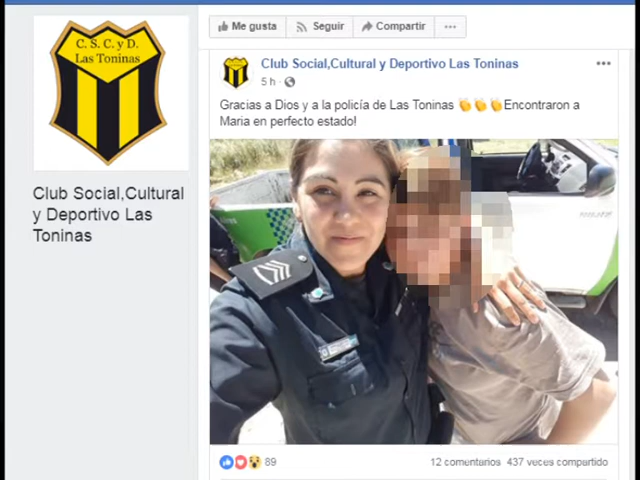 C. S. C. y D.
Las Toninas
Club Social,Cultural
y Deportivo Las
Toninas
Me gusta
Seguir
Compartir
Club Social,Cultural y Deportivo Las Toninas
5 h ·
Gracias a Dios y a la policía de Las Toninas Encontraron a
Maria en perfecto estado!
89
12 comentarios 437 veces compartido